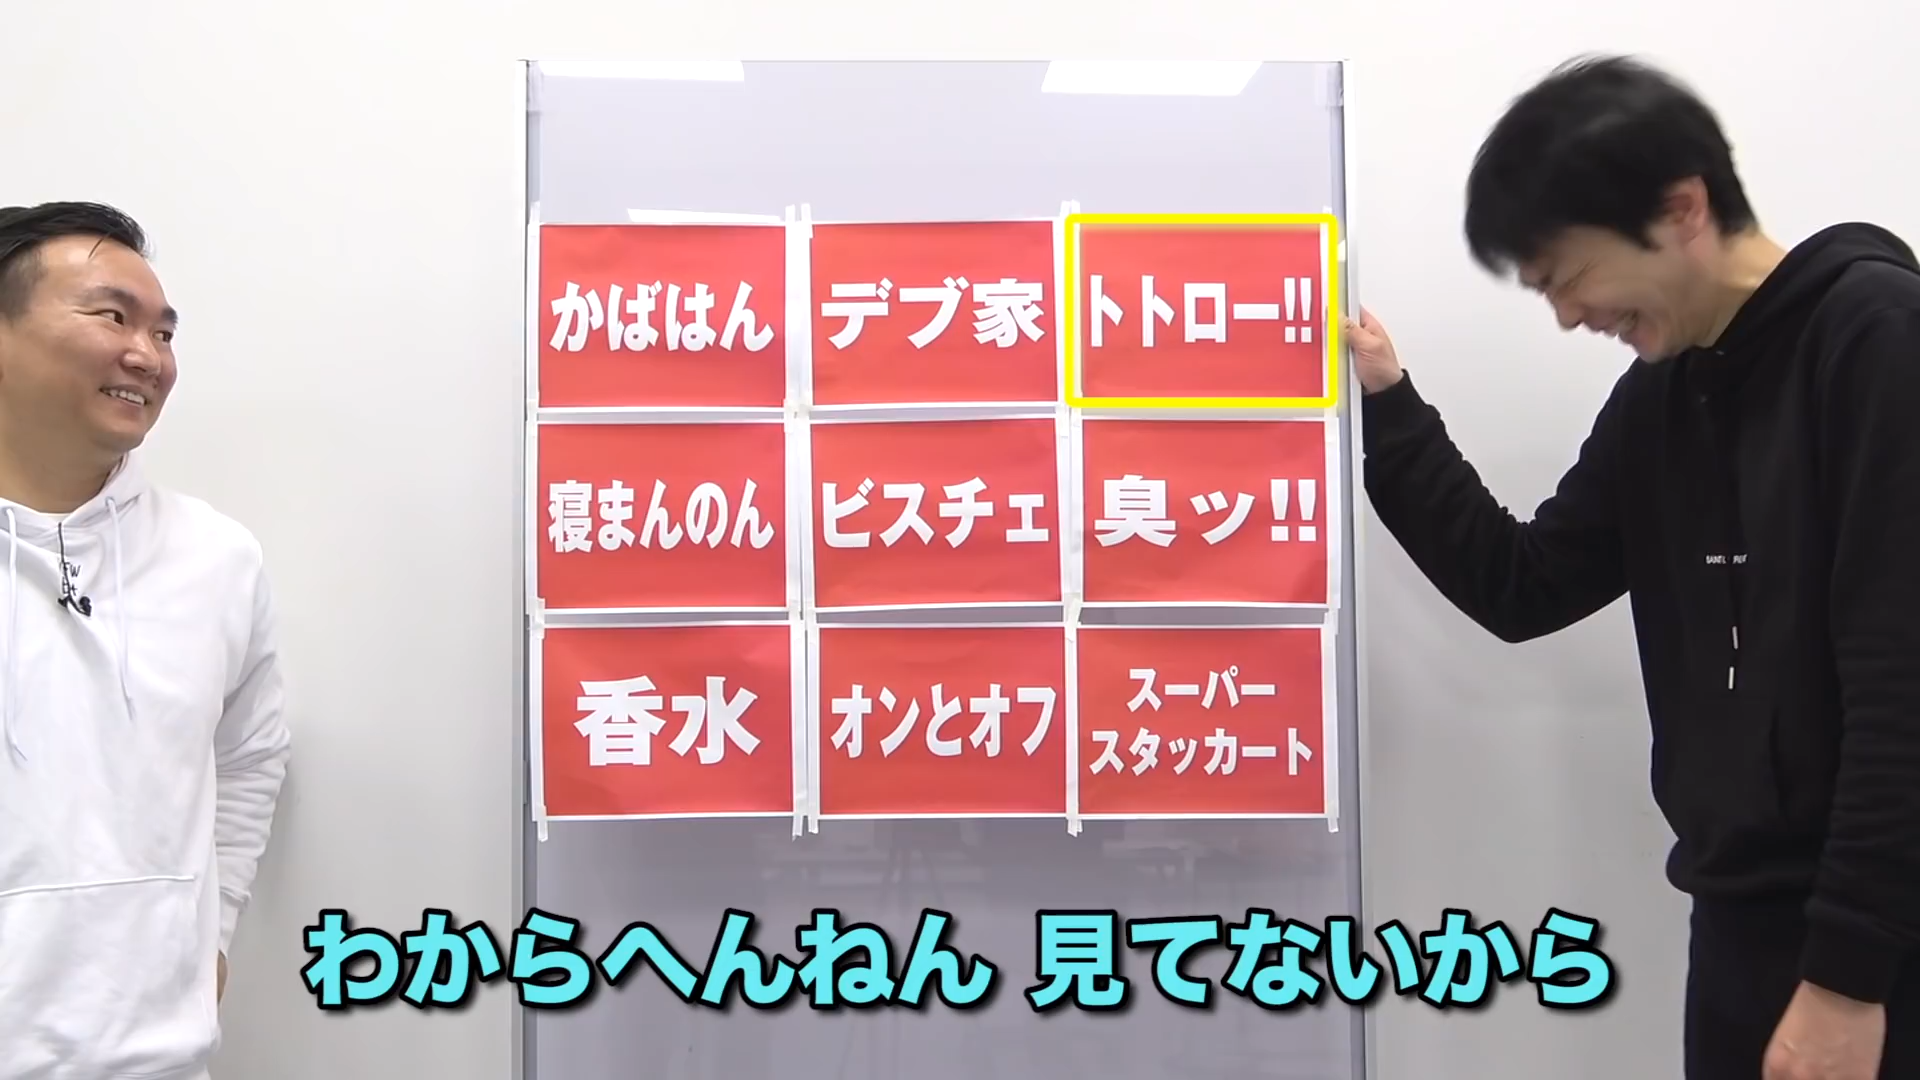 かばはん
デブ家
トトロー!!
寝まんのん
ビスチェ
臭ッ!!
香水
オンとオフ
スーパー
スタッカート
わからへんねん 見てないから